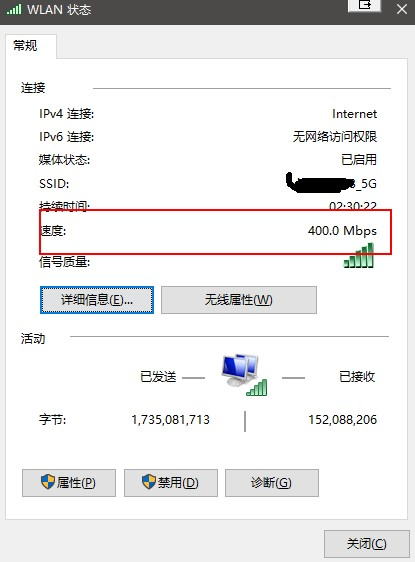 WLAN 状态
常规
连接
IPv4 连接: Internet
IPv6 连接: 无网络访问权限
媒体状态: 已启用
SSID: _5G
持续时间: 02:30:22
速度: 400.0 Mbps
信号质量:
详细信息(E)... 无线属性(W)
活动
已发送 已接收
字节: 1,735,081,713 152,088,206
属性(P) 禁用(D) 诊断(G)
关闭(C)